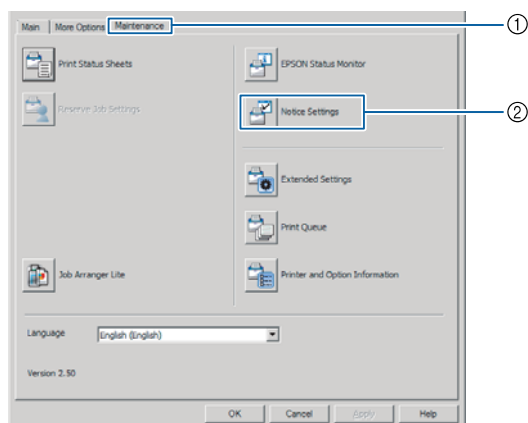 Main More Options Maintenance ①
Print Status Sheets EPSON Status Monitor
Reserve Job Settings Notice Settings ②
Extended Settings
Print Queue
Job Arranger Lite Printer and Option Information
Language English (English)
Version 2.50
OK Cancel Apply Help